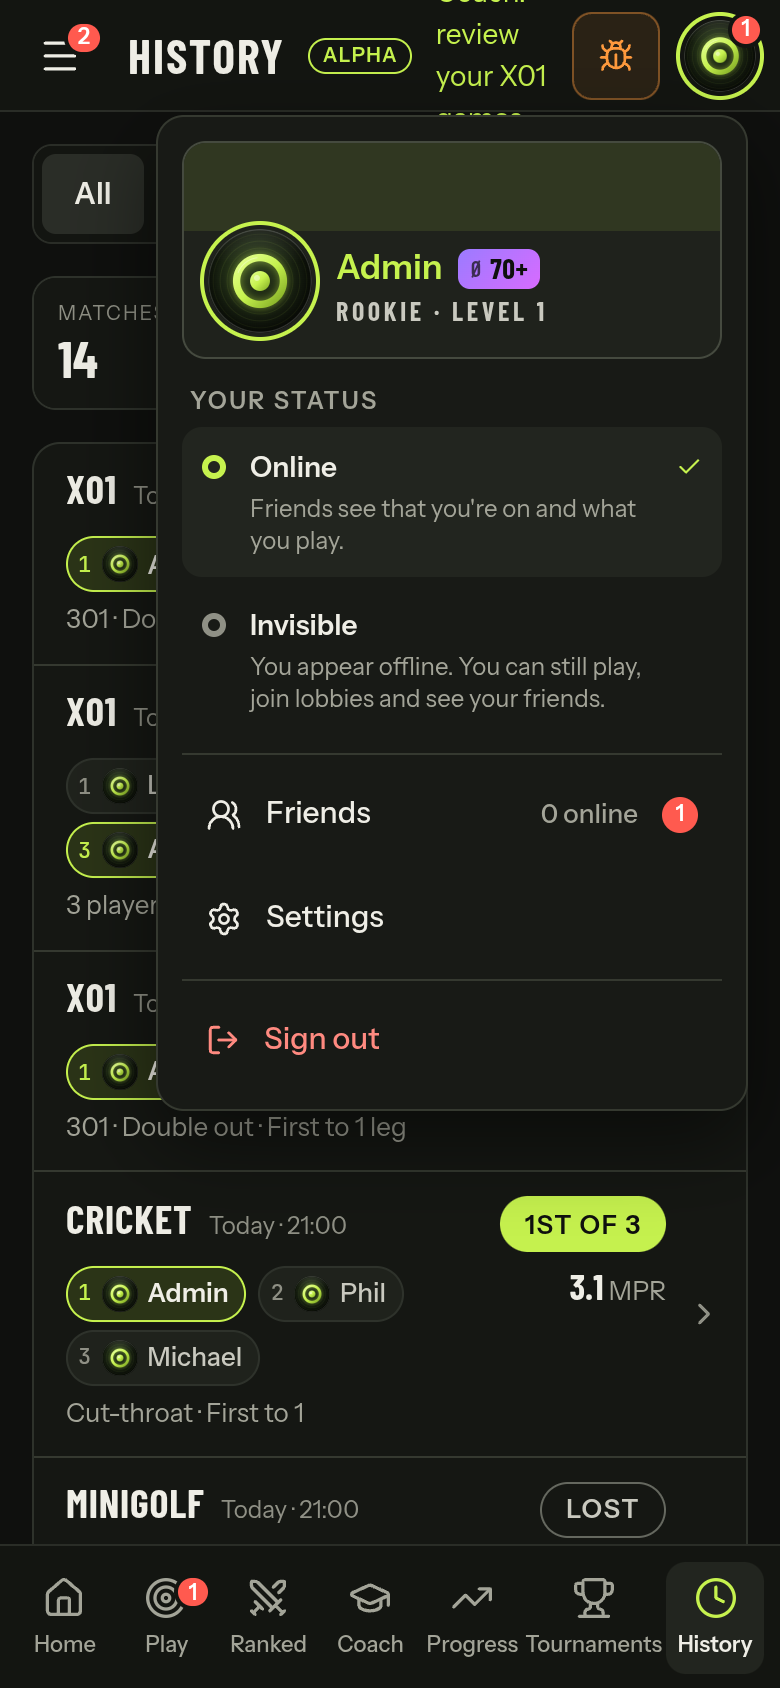 2
HISTORY
ALPHA
review
your X01
1
All
Admin
Ø 70+
ROOKIE · LEVEL 1
MATCHES
14
YOUR STATUS
Online
Friends see that you're on and what
you play.
Invisible
You appear offline. You can still play,
join lobbies and see your friends.
Friends
0 online
1
Settings
Sign out
X01
1
301 · Do
X01
1
3
3 player
X01
1
301 · Double out · First to 1 leg
CRICKET
Today · 21:00
1ST OF 3
1 Admin
2 Phil
3.1 MPR
3 Michael
Cut-throat · First to 1
MINIGOLF
Today · 21:00
LOST
1
Home
Play
Ranked
Coach
Progress
Tournaments
History